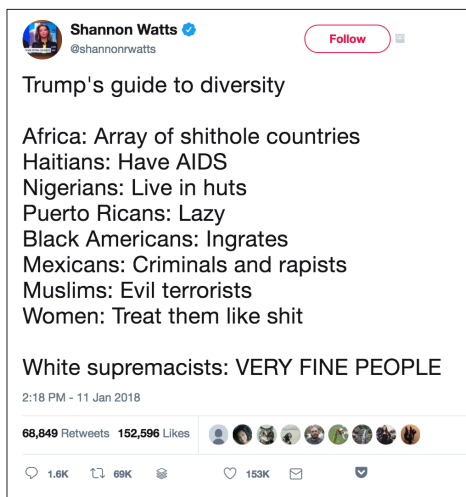 Shannon Watts
@shannonrwatts
Follow
Trump's guide to diversity
Africa: Array of shithole countries
Haitians: Have AIDS
Nigerians: Live in huts
Puerto Ricans: Lazy
Black Americans: Ingrates
Mexicans: Criminals and rapists
Muslims: Evil terrorists
Women: Treat them like shit
White supremacists: VERY FINE PEOPLE
2:18 PM - 11 Jan 2018
68,849 Retweets 152,596 Likes
1.6K 69K 153K